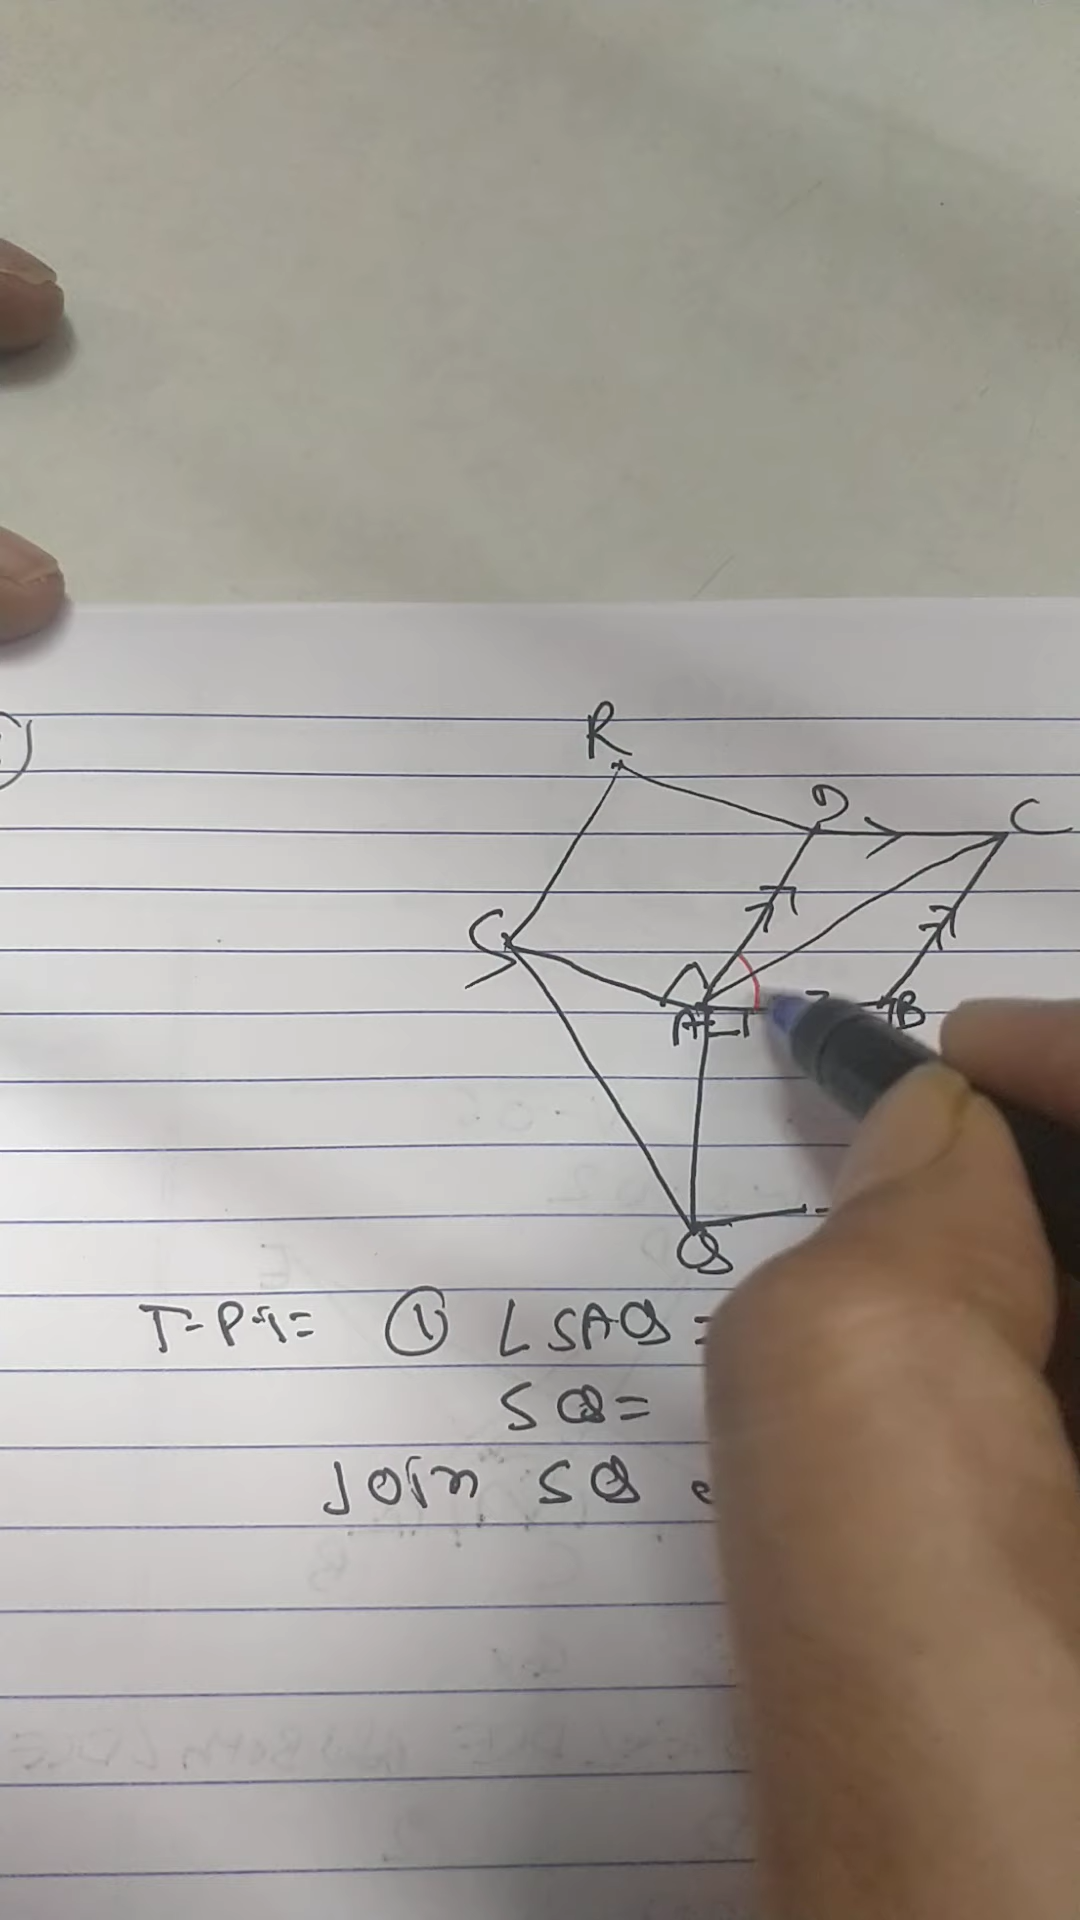 R
D C
S
A B
Q
T-P-T= ① ∠SAQ =
SQ=
Join SQ